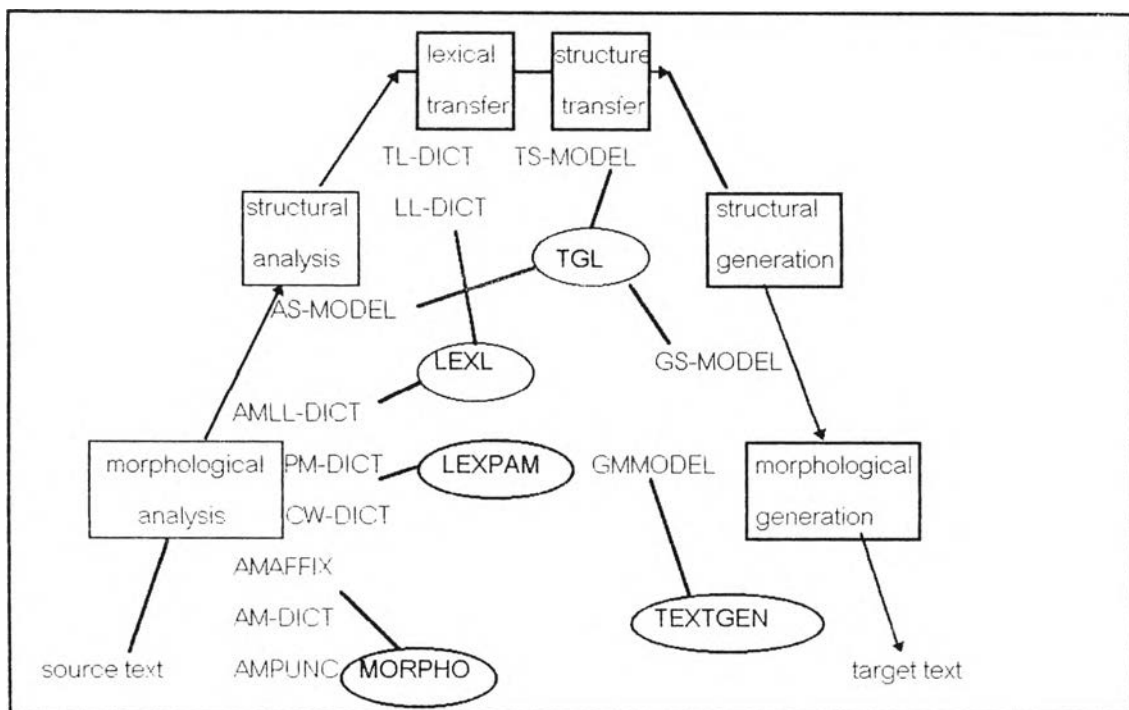 lexical
transfer
structure
transfer
TL-DICT
TS-MODEL
structural
analysis
LL-DICT
structural
generation
TGL
AS-MODEL
LEXL
GS-MODEL
AMLL-DICT
morphological
analysis
PM-DICT
LEXPAM
GMMODEL
morphological
generation
CW-DICT
AMAFFIX
AM-DICT
TEXTGEN
source text
AMPUNC
MORPHO
target text